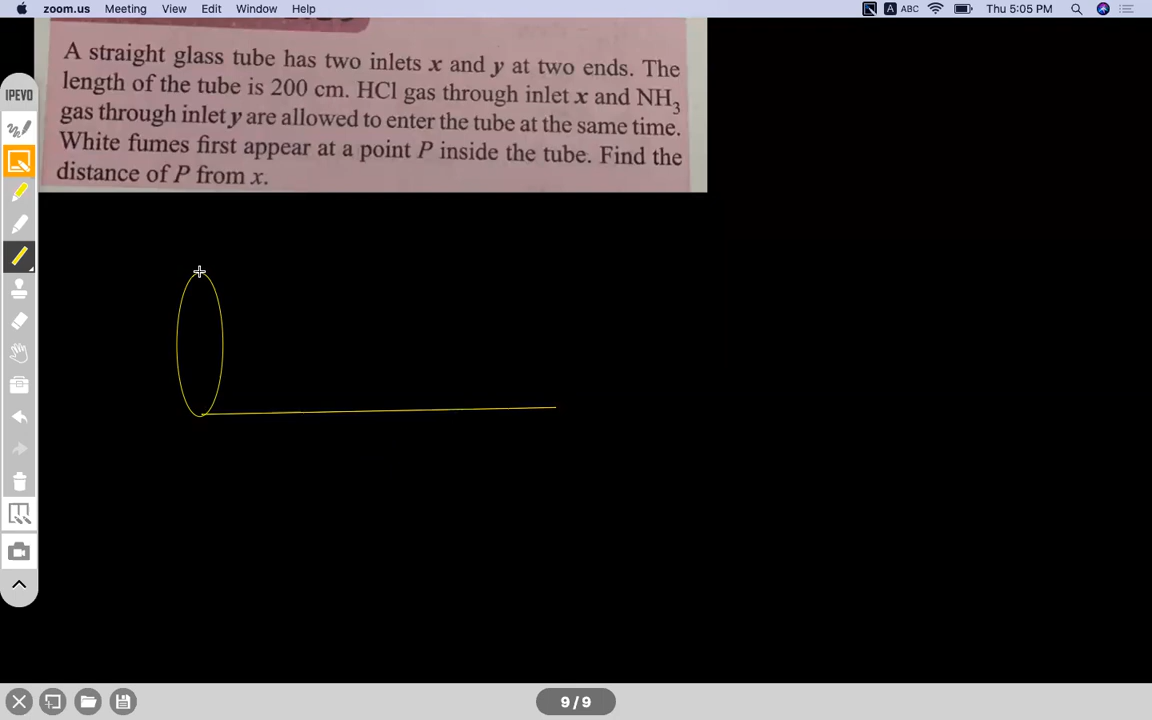 zoom.us Meeting View Edit Window Help A ABC Thu 5:05 PM
IPEVO
A straight glass tube has two inlets x and y at two ends. The
length of the tube is 200 cm. HCl gas through inlet x and NH3
gas through inlet y are allowed to enter the tube at the same time.
White fumes first appear at a point P inside the tube. Find the
distance of P from x.
9 / 9